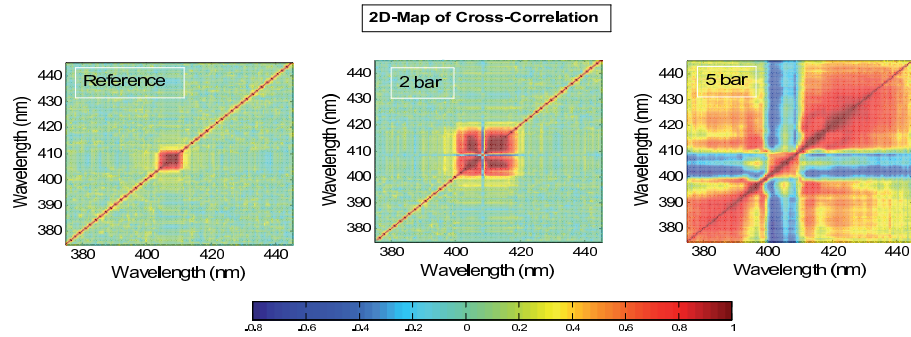 2D-Map of Cross-Correlation
Reference
2 bar
5 bar
Wavelength (nm)
440
430
420
410
400
390
380
380 400 420 440
Wavelength (nm)
Wavelength (nm)
440
430
420
410
400
390
380
380 400 420 440
Wavelength (nm)
Wavelength (nm)
440
430
420
410
400
390
380
380 400 420 440
Wavelength (nm)
-0.8 -0.6 -0.4 -0.2 0 0.2 0.4 0.6 0.8 1